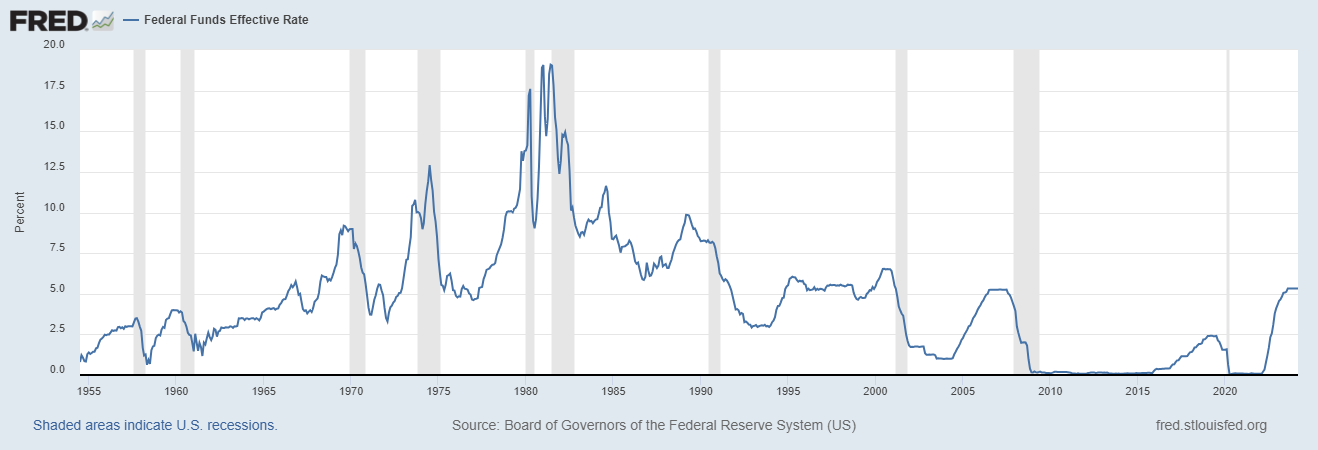 FRED
Federal Funds Effective Rate
20.0
17.5
15.0
12.5
10.0
7.5
5.0
2.5
0.0
Percent
1955 1960 1965 1970 1975 1980 1985 1990 1995 2000 2005 2010 2015 2020
Shaded areas indicate U.S. recessions. Source: Board of Governors of the Federal Reserve System (US) fred.stlouisfed.org